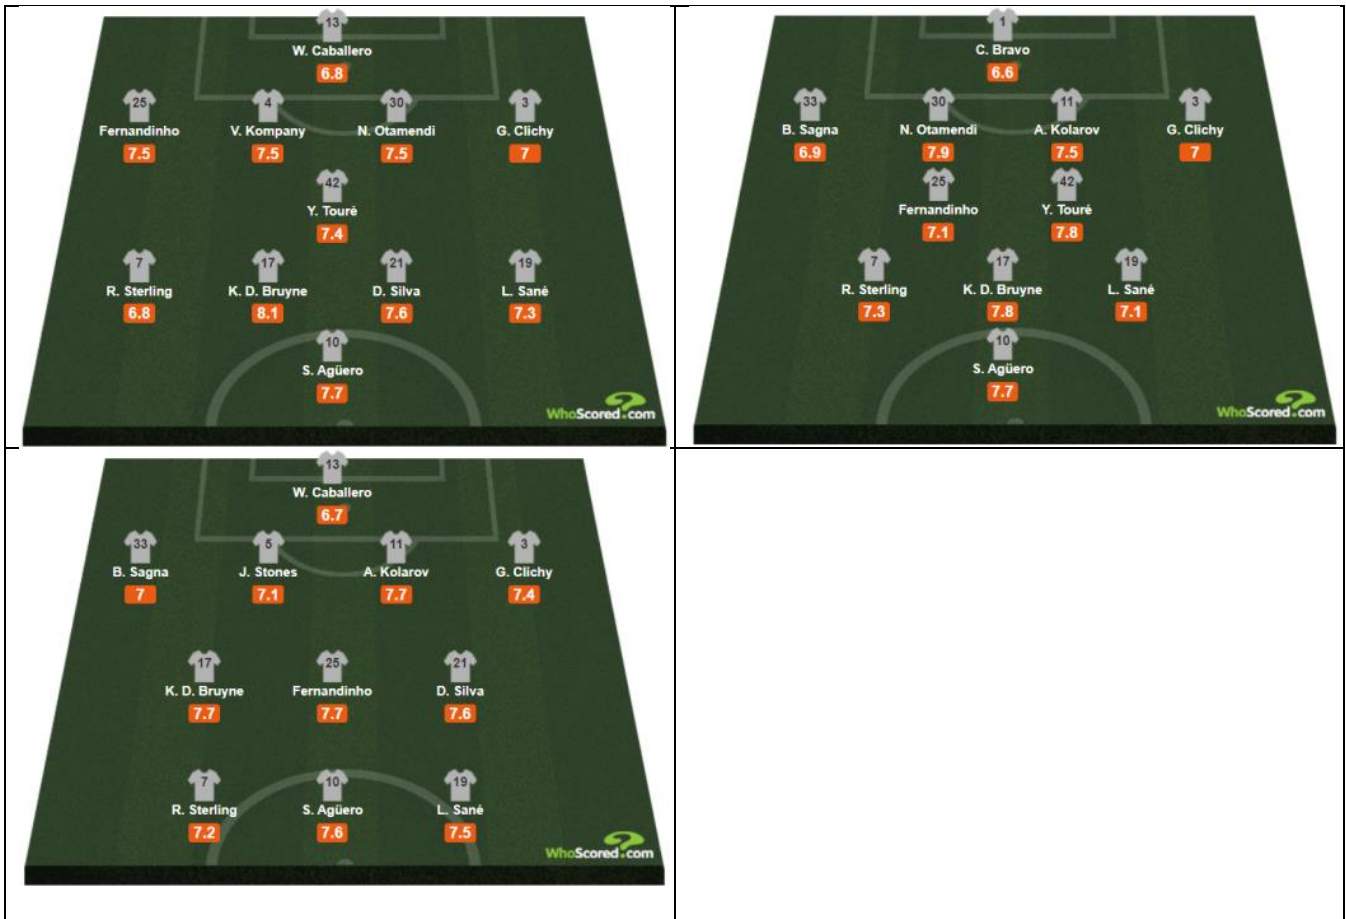 13
W. Caballero
6.8
25 4 30 3
Fernandinho V. Kompany N. Otamendi G. Clichy
7.5 7.5 7.5 7
42
Y. Touré
7.4
7 17 21 19
R. Sterling K. D. Bruyne D. Silva L. Sané
6.8 8.1 7.6 7.3
10
S. Agüero
7.7
WhoScored.com
1
C. Bravo
6.6
33 30 11 3
B. Sagna N. Otamendi A. Kolarov G. Clichy
6.9 7.9 7.5 7
25 42
Fernandinho Y. Touré
7.1 7.8
7 17 19
R. Sterling K. D. Bruyne L. Sané
7.3 7.8 7.1
10
S. Agüero
7.7
WhoScored.com
13
W. Caballero
6.7
33 5 11 3
B. Sagna J. Stones A. Kolarov G. Clichy
7 7.1 7.7 7.4
17 25 21
K. D. Bruyne Fernandinho D. Silva
7.7 7.7 7.6
7 10 19
R. Sterling S. Agüero L. Sané
7.2 7.6 7.5
WhoScored.com